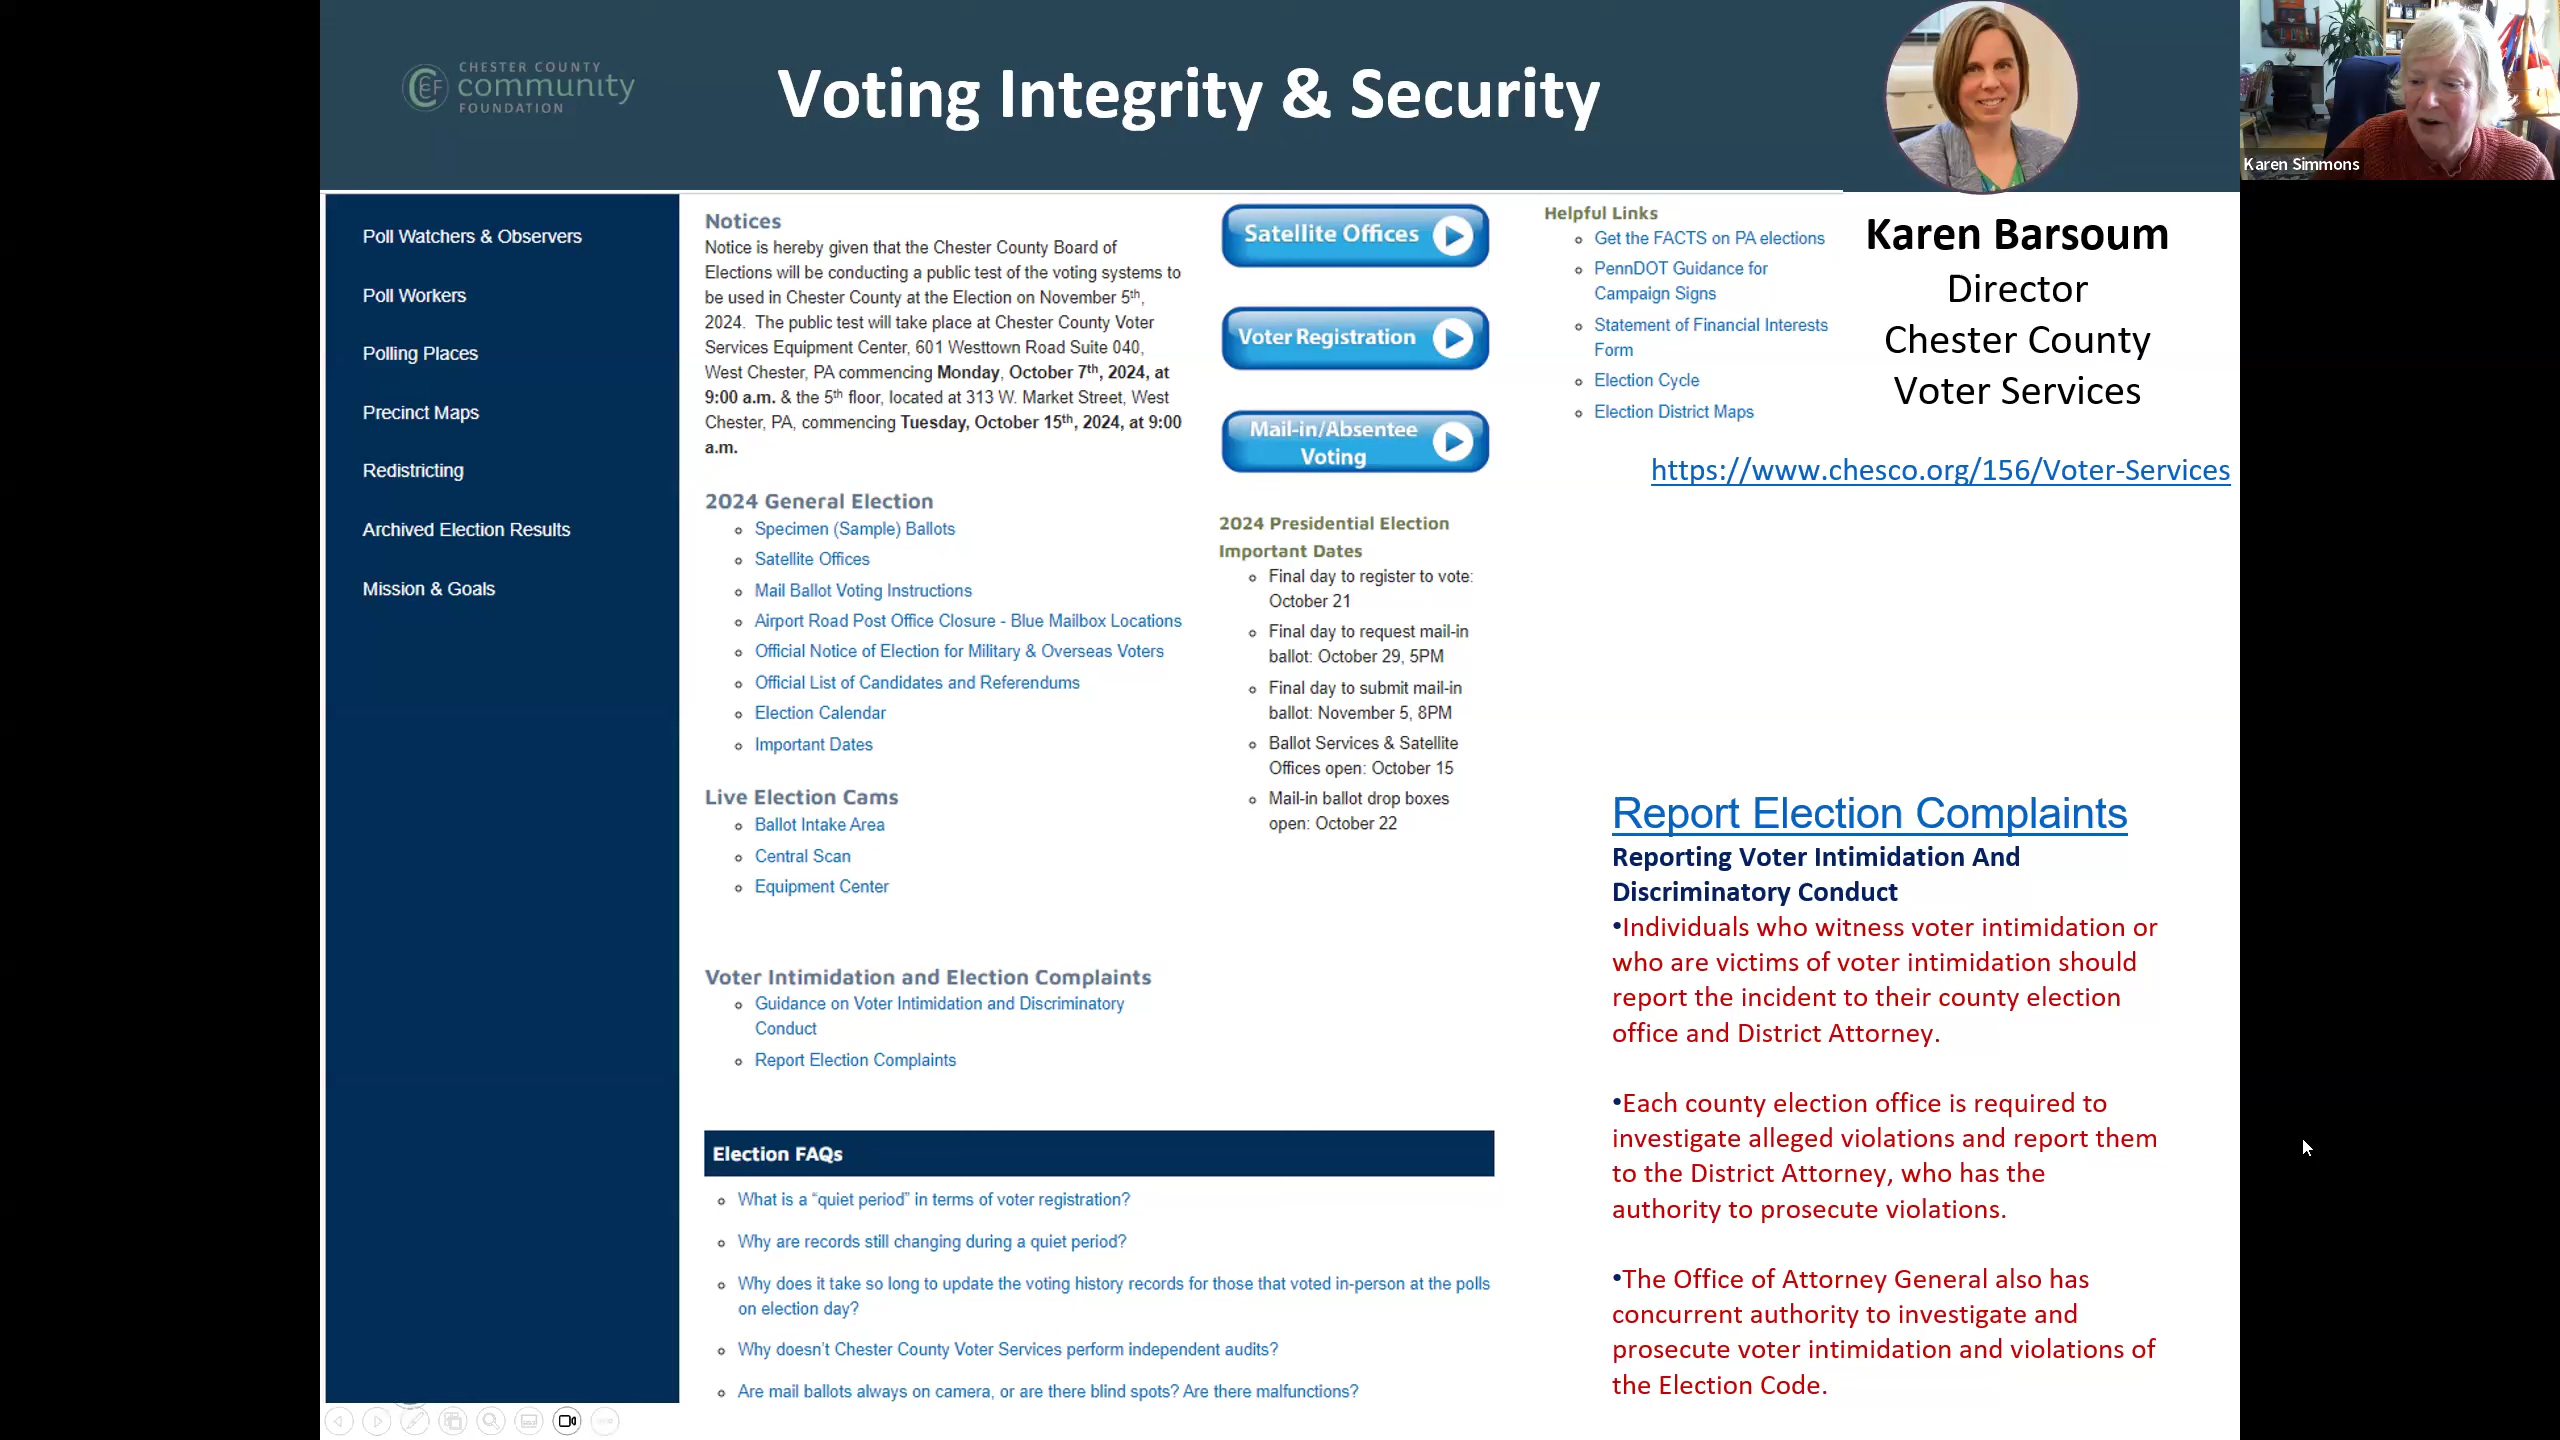 CHESTER COUNTY
community
FOUNDATION
Voting Integrity & Security
Karen Simmons
Poll Watchers & Observers
Poll Workers
Polling Places
Precinct Maps
Redistricting
Archived Election Results
Mission & Goals
Notices
Notice is hereby given that the Chester County Board of
Elections will be conducting a public test of the voting systems to
be used in Chester County at the Election on November 5th,
2024. The public test will take place at Chester County Voter
Services Equipment Center, 601 Westtown Road Suite 040,
West Chester, PA commencing Monday, October 7th, 2024, at
9:00 a.m. & the 5th floor, located at 313 W. Market Street, West
Chester, PA, commencing Tuesday, October 15th, 2024, at 9:00
a.m.
2024 General Election
Specimen (Sample) Ballots
Satellite Offices
Mail Ballot Voting Instructions
Airport Road Post Office Closure - Blue Mailbox Locations
Official Notice of Election for Military & Overseas Voters
Official List of Candidates and Referendums
Election Calendar
Important Dates
Live Election Cams
Ballot Intake Area
Central Scan
Equipment Center
Voter Intimidation and Election Complaints
Guidance on Voter Intimidation and Discriminatory
Conduct
Report Election Complaints
Satellite Offices
Voter Registration
Mail-in/Absentee
Voting
2024 Presidential Election
Important Dates
Final day to register to vote:
October 21
Final day to request mail-in
ballot: October 29, 5PM
Final day to submit mail-in
ballot: November 5, 8PM
Ballot Services & Satellite
Offices open: October 15
Mail-in ballot drop boxes
open: October 22
Election FAQs
What is a “quiet period” in terms of voter registration?
Why are records still changing during a quiet period?
Why does it take so long to update the voting history records for those that voted in-person at the polls
on election day?
Why doesn’t Chester County Voter Services perform independent audits?
Are mail ballots always on camera, or are there blind spots? Are there malfunctions?
Helpful Links
Get the FACTS on PA elections
PennDOT Guidance for
Campaign Signs
Statement of Financial Interests
Form
Election Cycle
Election District Maps
Karen Barsoum
Director
Chester County
Voter Services
https://www.chesco.org/156/Voter-Services
Report Election Complaints
Reporting Voter Intimidation And
Discriminatory Conduct
•Individuals who witness voter intimidation or
who are victims of voter intimidation should
report the incident to their county election
office and District Attorney.
•Each county election office is required to
investigate alleged violations and report them
to the District Attorney, who has the
authority to prosecute violations.
•The Office of Attorney General also has
concurrent authority to investigate and
prosecute voter intimidation and violations of
the Election Code.